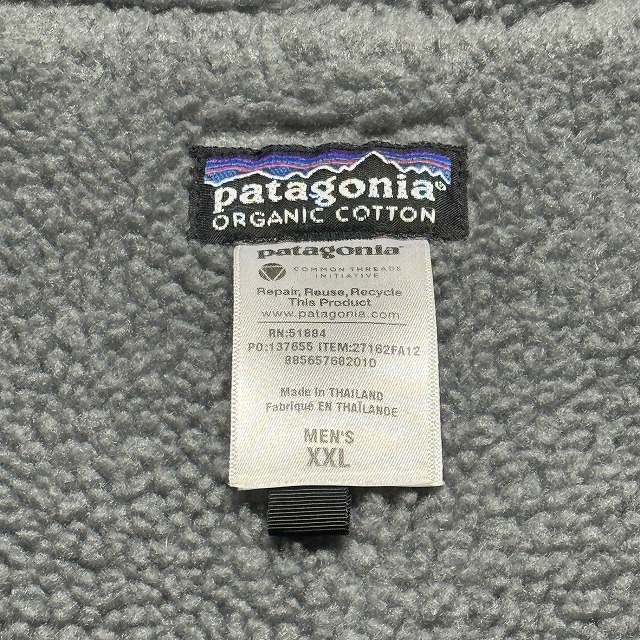 patagonia®
ORGANIC COTTON
patagonia
COMMON THREADS
INITIATIVE
Repair, Reuse, Recycle
This Product
www.patagonia.com
RN:51884
PO:137655 ITEM:27162FA12
885657682010
Made in THAILAND
Fabriqué EN THAÏLANDE
MEN'S
XXL